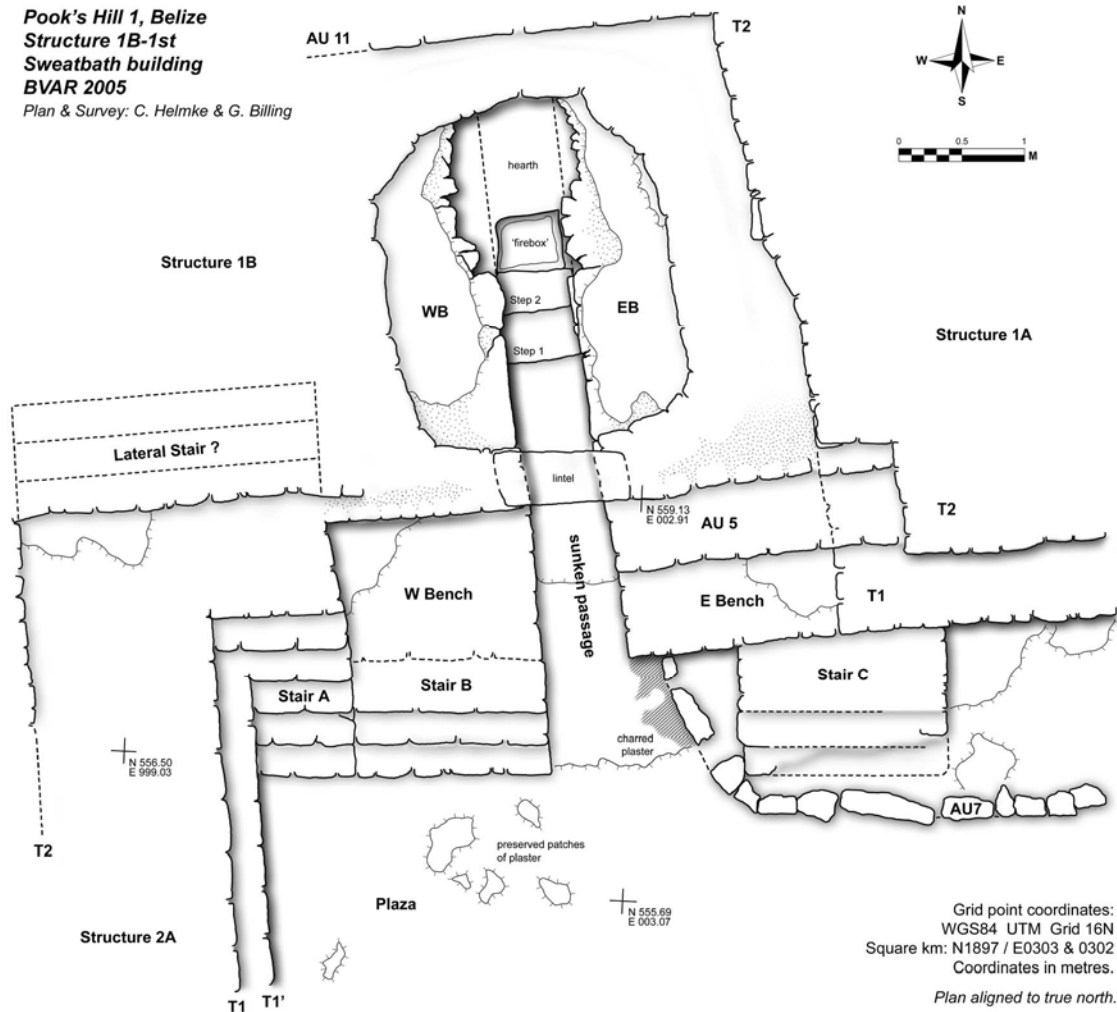 Pook's Hill 1, Belize
Structure 1B-1st
Sweatbath building
BVAR 2005
Plan & Survey: C. Helmke & G. Billing
AU 11
T2
N
W
E
S
0
0.5
1
M
hearth
'firebox'
Structure 1B
WB
Step 2
EB
Step 1
Structure 1A
Lateral Stair ?
lintel
N 559.13
E 002.91
AU 5
T2
sunken passage
W Bench
E Bench
T1
Stair A
Stair B
Stair C
charred
plaster
N 556.50
E 999.03
AU7
T2
preserved patches
of plaster
Plaza
N 555.69
E 003.07
Structure 2A
T1
T1'
Grid point coordinates:
WGS84 UTM Grid 16N
Square km: N1897 / E0303 & 0302
Coordinates in metres.
Plan aligned to true north.